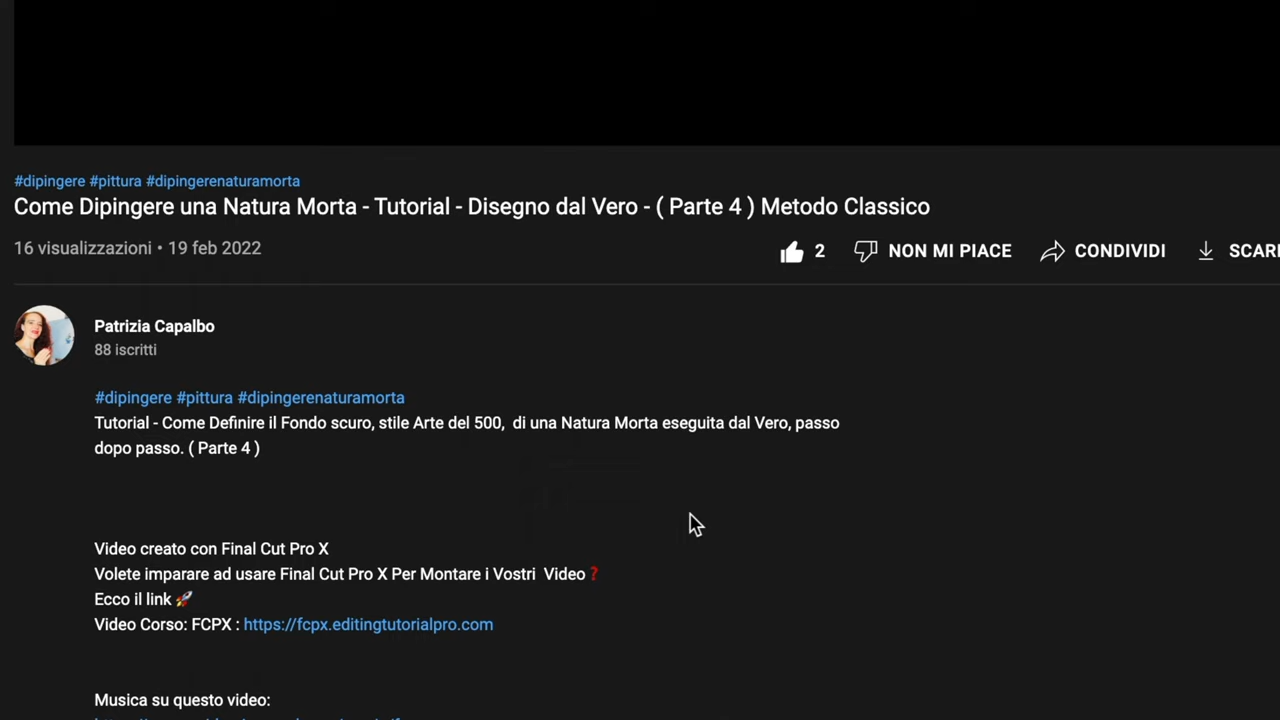 #dipingere #pittura #dipingerenaturamorta
Come Dipingere una Natura Morta - Tutorial - Disegno dal Vero - ( Parte 4 ) Metodo Classico
16 visualizzazioni • 19 feb 2022
2 NON MI PIACE CONDIVIDI
Patrizia Capalbo
88 iscritti
#dipingere #pittura #dipingerenaturamorta
Tutorial - Come Definire il Fondo scuro, stile Arte del 500,  di una Natura Morta eseguita dal Vero, passo
dopo passo. ( Parte 4 )
Video creato con Final Cut Pro X
Volete imparare ad usare Final Cut Pro X Per Montare i Vostri  Video❓
Ecco il link 🚀
Video Corso: FCPX : https://fcpx.editingtutorialpro.com
Musica su questo video: